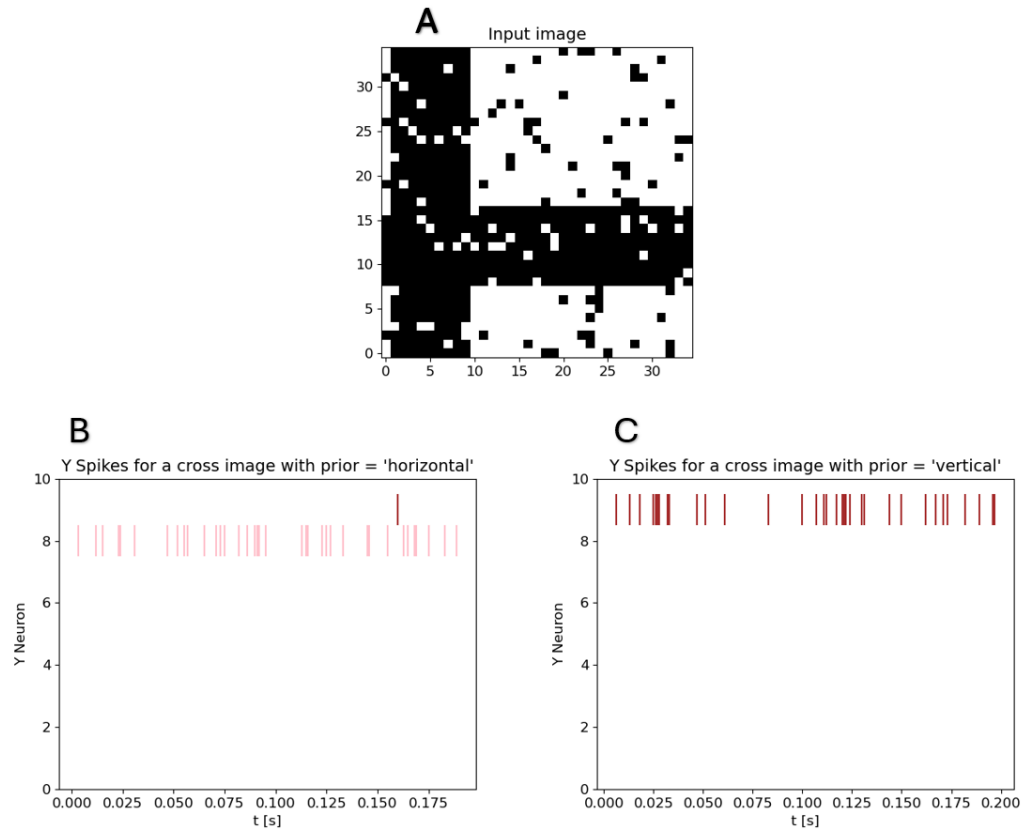 A
Input image
30
25
20
15
10
5
0
0 5 10 15 20 25 30
B
Y Spikes for a cross image with prior = 'horizontal'
10
8
6
4
2
0
Y Neuron
0.000 0.025 0.050 0.075 0.100 0.125 0.150 0.175
t [s]
C
Y Spikes for a cross image with prior = 'vertical'
10
8
6
4
2
0
Y Neuron
0.000 0.025 0.050 0.075 0.100 0.125 0.150 0.175 0.200
t [s]